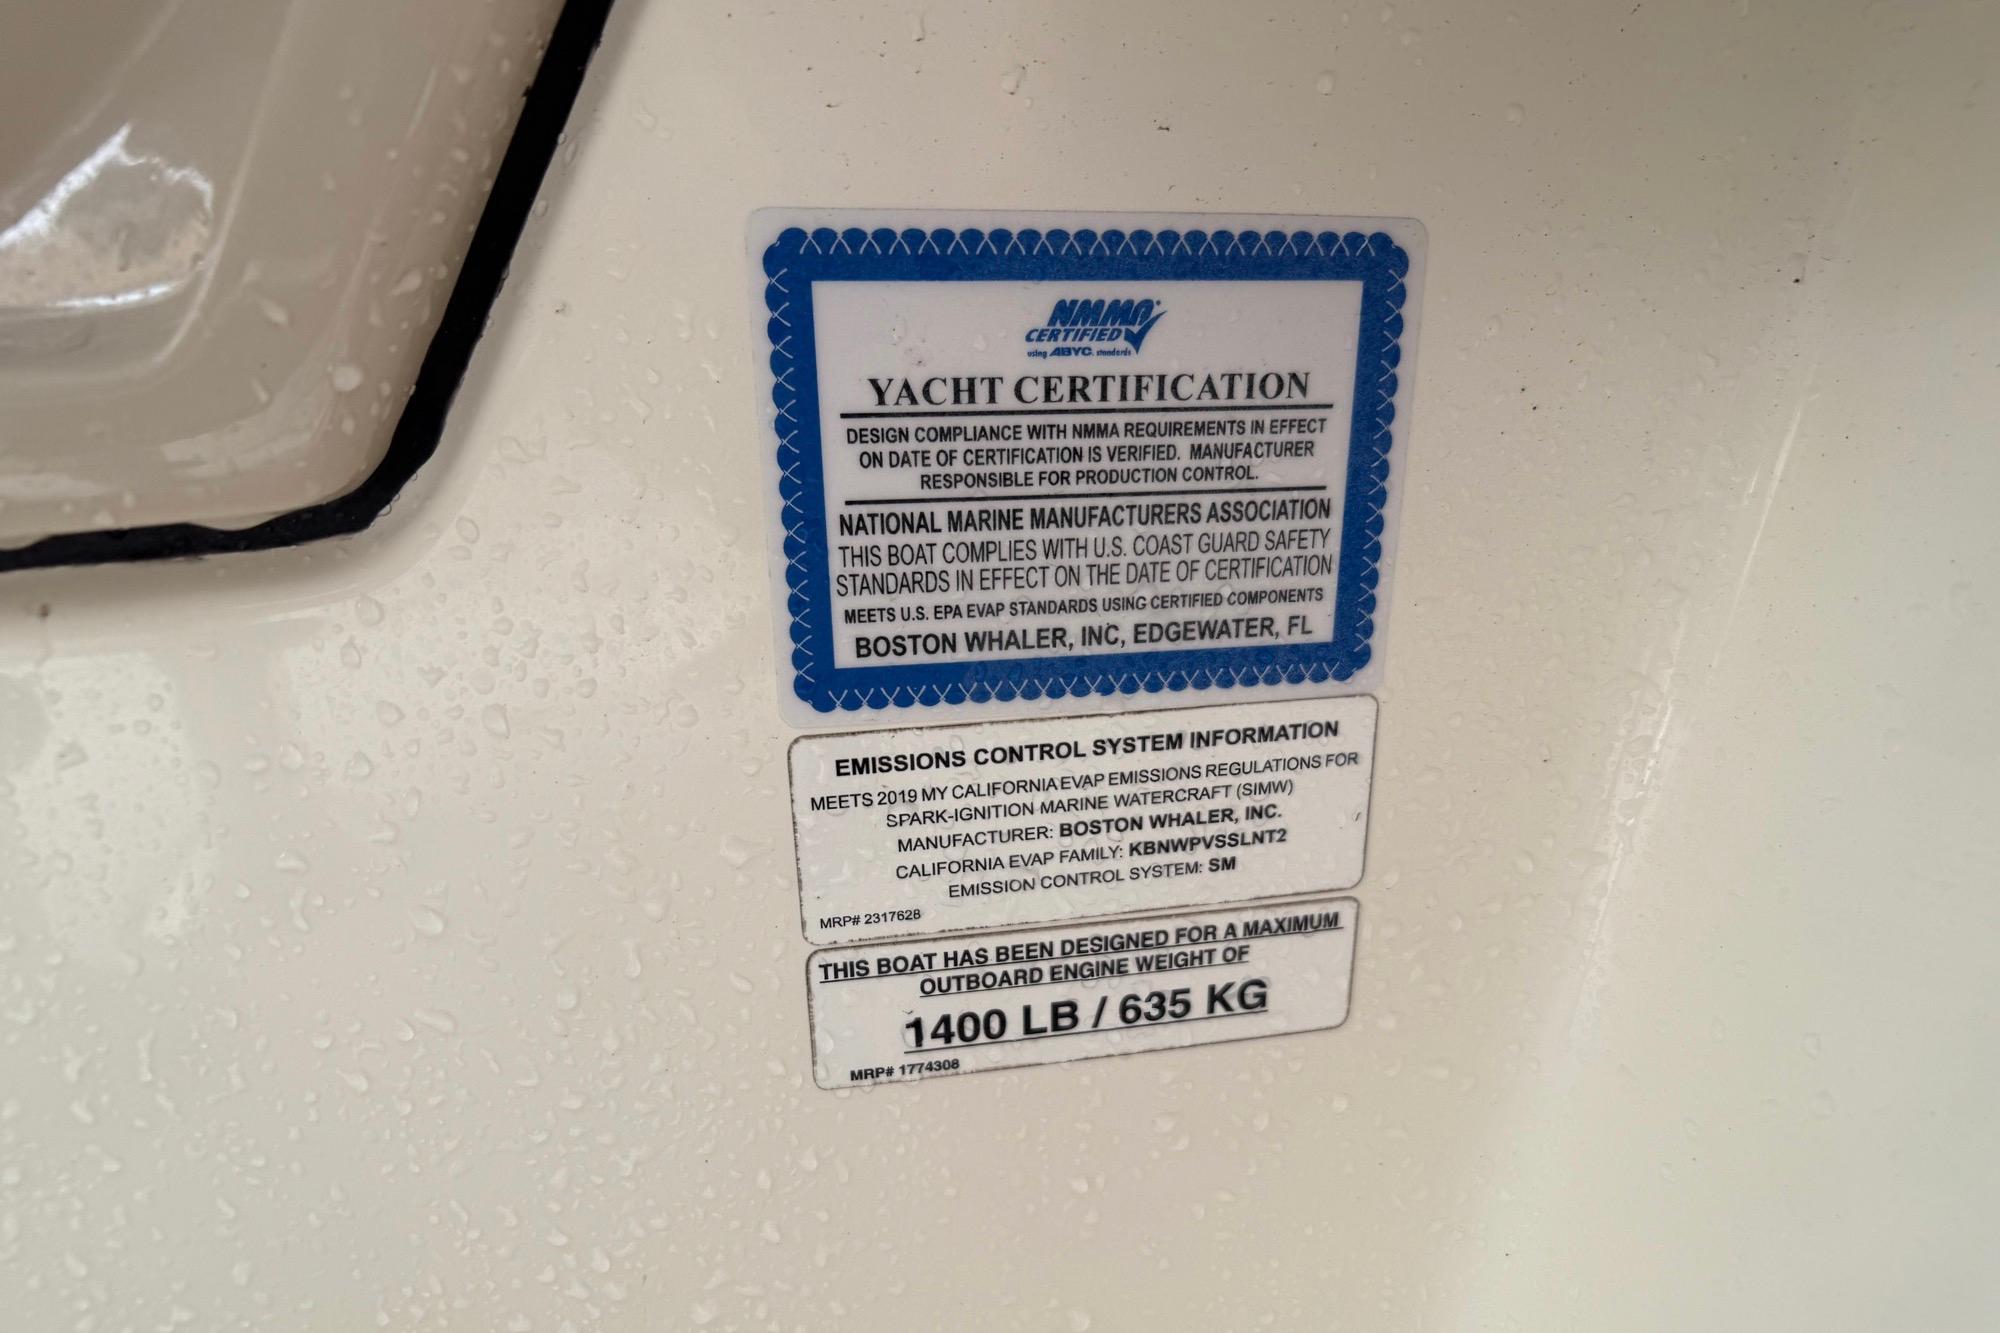 NMMA
CERTIFIED
using ABYC. standards
YACHT CERTIFICATION
DESIGN COMPLIANCE WITH NMMA REQUIREMENTS IN EFFECT
ON DATE OF CERTIFICATION IS VERIFIED. MANUFACTURER
RESPONSIBLE FOR PRODUCTION CONTROL.
NATIONAL MARINE MANUFACTURERS ASSOCIATION
THIS BOAT COMPLIES WITH U.S. COAST GUARD SAFETY
STANDARDS IN EFFECT ON THE DATE OF CERTIFICATION
MEETS U.S. EPA EVAP STANDARDS USING CERTIFIED COMPONENTS
BOSTON WHALER, INC, EDGEWATER, FL
EMISSIONS CONTROL SYSTEM INFORMATION
MEETS 2019 MY CALIFORNIA EVAP EMISSIONS REGULATIONS FOR
SPARK-IGNITION MARINE WATERCRAFT (SIMW)
MANUFACTURER: BOSTON WHALER, INC.
CALIFORNIA EVAP FAMILY: KBNWPVSSLNT2
EMISSION CONTROL SYSTEM: SM
MRP# 2317628
THIS BOAT HAS BEEN DESIGNED FOR A MAXIMUM
OUTBOARD ENGINE WEIGHT OF
1400 LB / 635 KG
MRP# 1774308